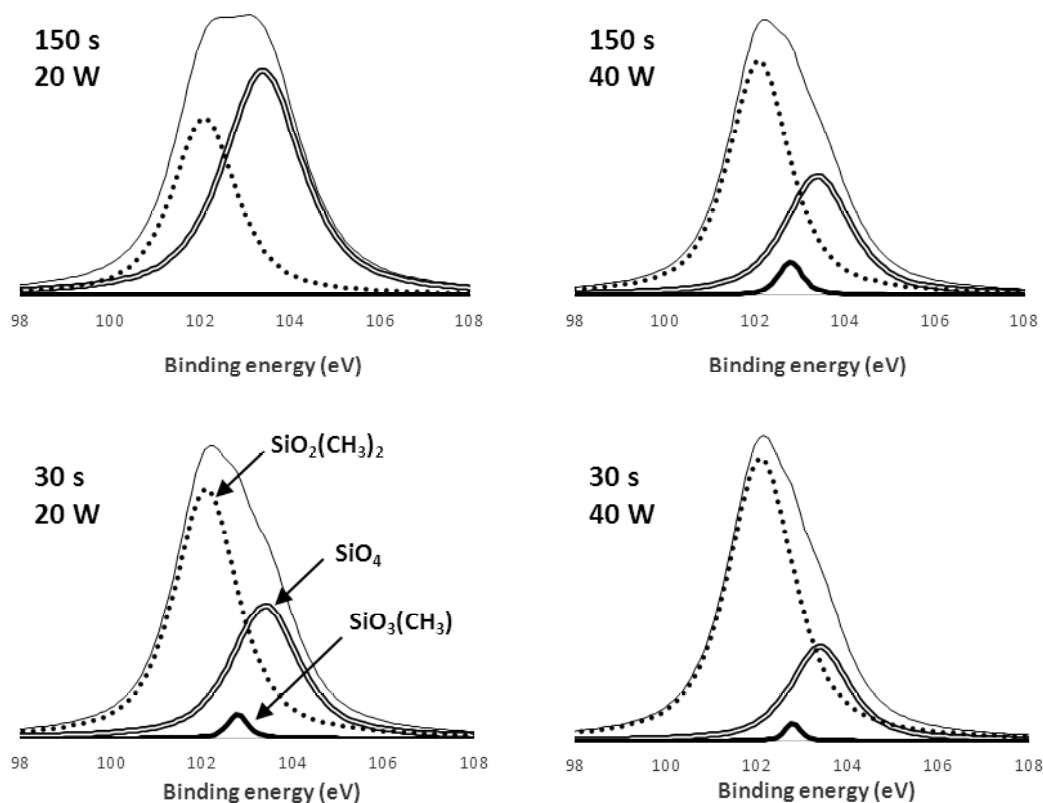 150 s
20 W
98 100 102 104 106 108
Binding energy (eV)
150 s
40 W
98 100 102 104 106 108
Binding energy (eV)
30 s
20 W
SiO₂(CH₃)₂
SiO₄
SiO₃(CH₃)
98 100 102 104 106 108
Binding energy (eV)
30 s
40 W
98 100 102 104 106 108
Binding energy (eV)